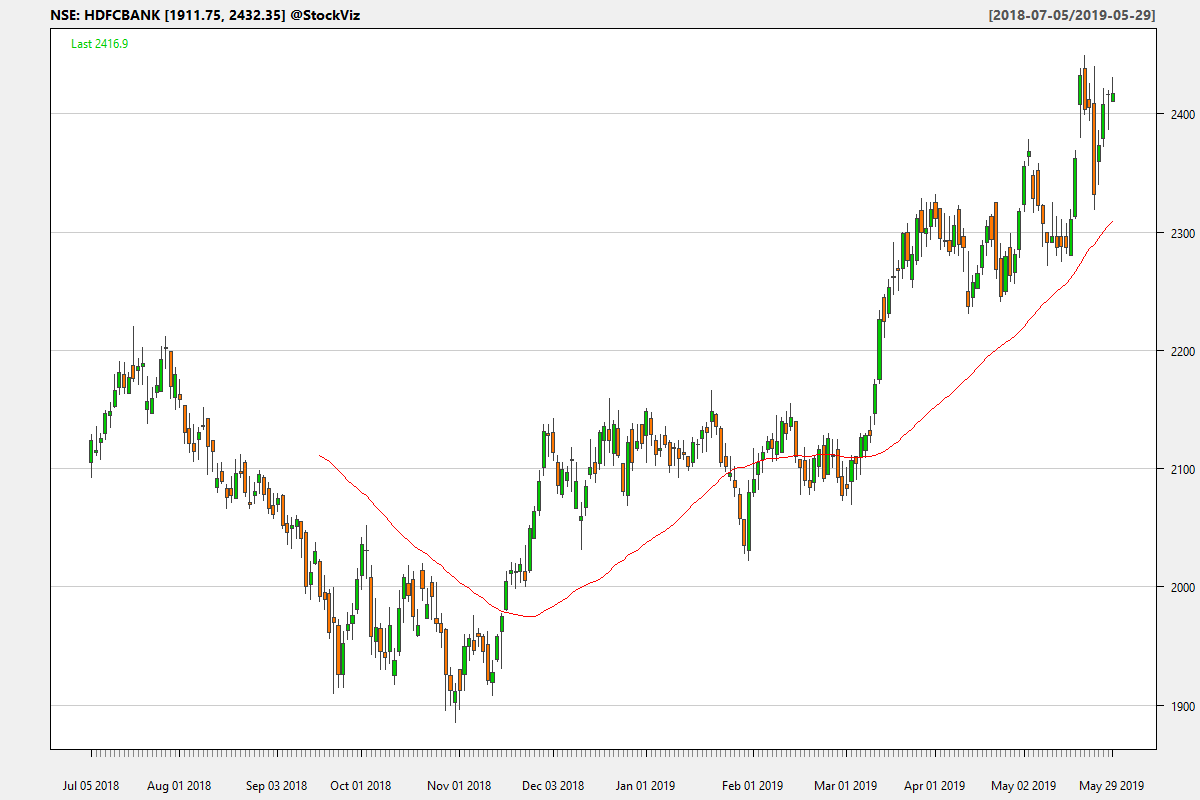 NSE: HDFCBANK [1911.75, 2432.35] @StockViz
[2018-07-05/2019-05-29]
Last 2416.9
2400
2300
2200
2100
2000
1900
Jul 05 2018
Aug 01 2018
Sep 03 2018
Oct 01 2018
Nov 01 2018
Dec 03 2018
Jan 01 2019
Feb 01 2019
Mar 01 2019
Apr 01 2019
May 02 2019
May 29 2019